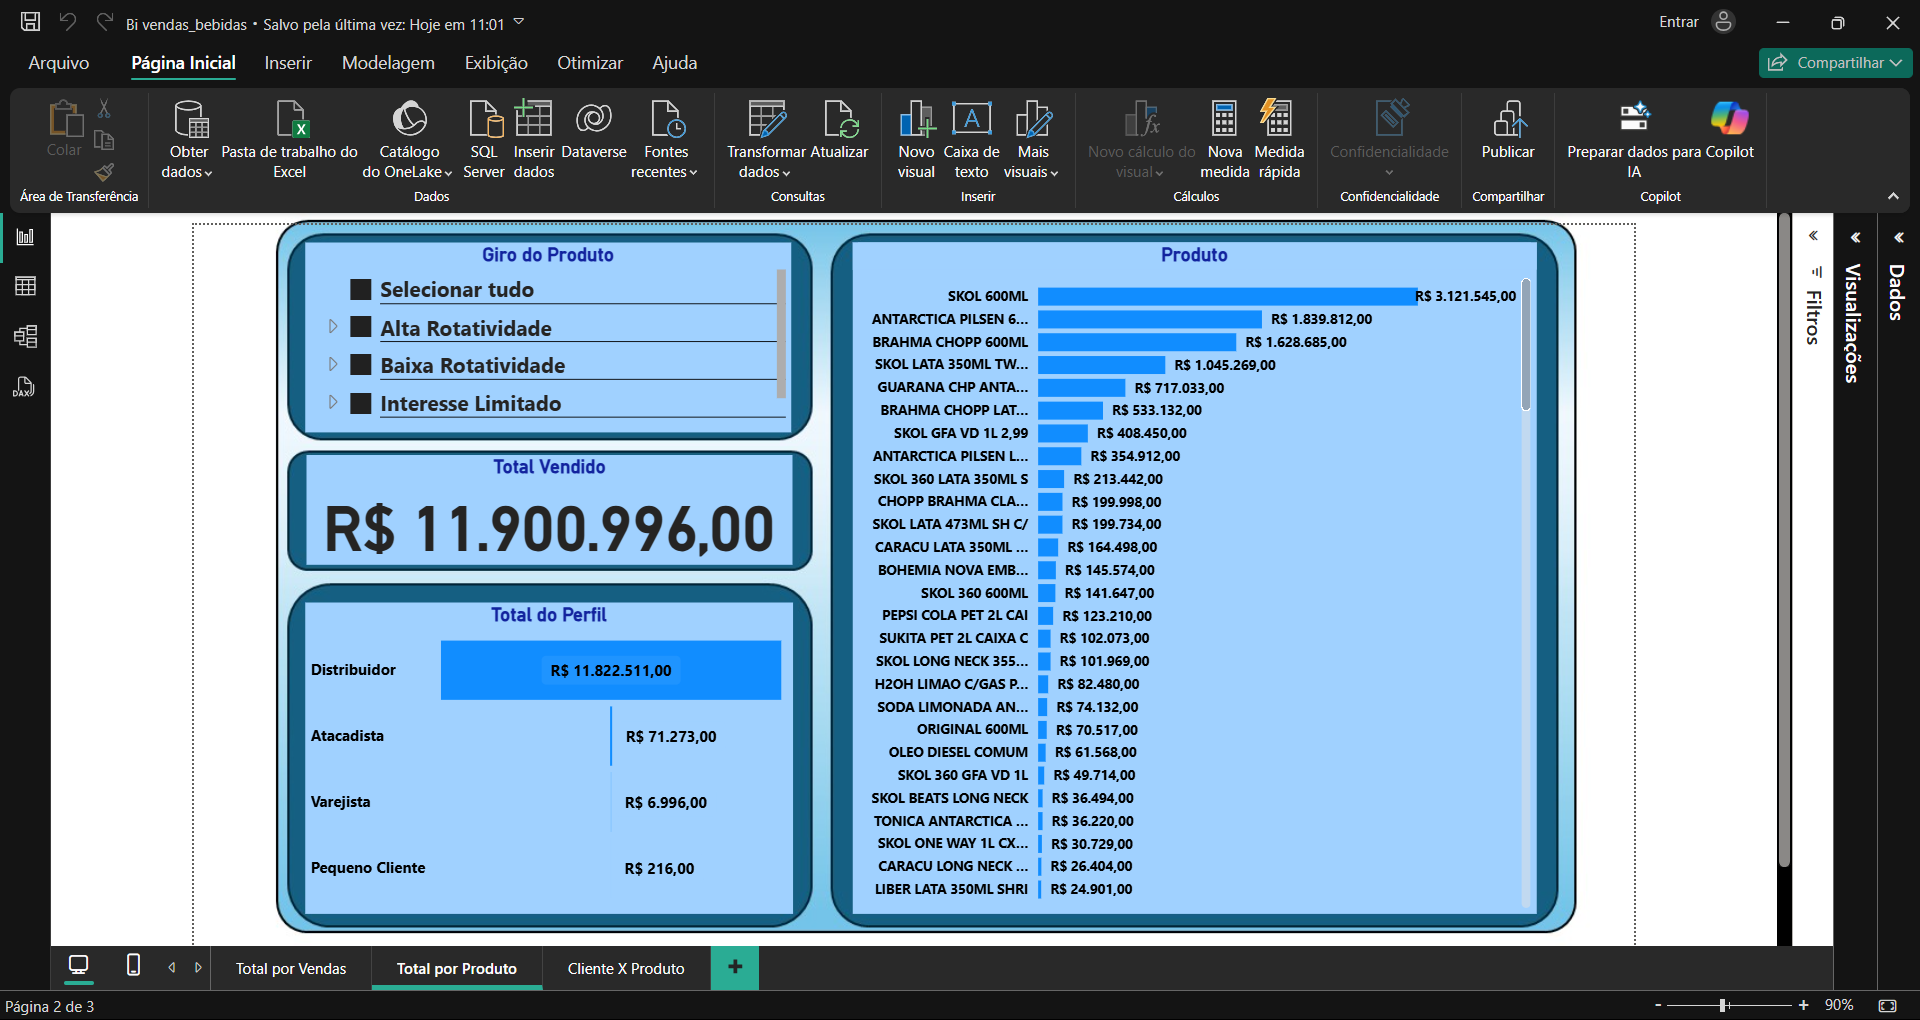 Bi vendas_bebidas • Salvo pela última vez: Hoje em 11:01
Entrar
Arquivo
Página Inicial
Inserir
Modelagem
Exibição
Otimizar
Ajuda
Compartilhar
Colar
Área de Transferência
Obter dados
Pasta de trabalho do Excel
Catálogo do OneLake
SQL Server
Inserir dados
Dataverse
Fontes recentes
Dados
Transformar dados
Atualizar
Consultas
Novo visual
Caixa de texto
Mais visuais
Inserir
Novo cálculo do visual
Nova medida
Medida rápida
Cálculos
Confidencialidade
Confidencialidade
Publicar
Compartilhar
Preparar dados para IA
Copilot
Copilot
DAX
Giro do Produto
Selecionar tudo
Alta Rotatividade
Baixa Rotatividade
Interesse Limitado
Total Vendido
R$ 11.900.996,00
Total do Perfil
Distribuidor R$ 11.822.511,00
Atacadista R$ 71.273,00
Varejista R$ 6.996,00
Pequeno Cliente R$ 216,00
Produto
SKOL 600ML R$ 3.121.545,00
ANTARCTICA PILSEN 6... R$ 1.839.812,00
BRAHMA CHOPP 600ML R$ 1.628.685,00
SKOL LATA 350ML TW... R$ 1.045.269,00
GUARANA CHP ANTA... R$ 717.033,00
BRAHMA CHOPP LAT... R$ 533.132,00
SKOL GFA VD 1L 2,99 R$ 408.450,00
ANTARCTICA PILSEN L... R$ 354.912,00
SKOL 360 LATA 350ML S R$ 213.442,00
CHOPP BRAHMA CLA... R$ 199.998,00
SKOL LATA 473ML SH C/ R$ 199.734,00
CARACU LATA 350ML ... R$ 164.498,00
BOHEMIA NOVA EMB... R$ 145.574,00
SKOL 360 600ML R$ 141.647,00
PEPSI COLA PET 2L CAI R$ 123.210,00
SUKITA PET 2L CAIXA C R$ 102.073,00
SKOL LONG NECK 355... R$ 101.969,00
H2OH LIMAO C/GAS P... R$ 82.480,00
SODA LIMONADA AN... R$ 74.132,00
ORIGINAL 600ML R$ 70.517,00
OLEO DIESEL COMUM R$ 61.568,00
SKOL 360 GFA VD 1L R$ 49.714,00
SKOL BEATS LONG NECK R$ 36.494,00
TONICA ANTARCTICA ... R$ 36.220,00
SKOL ONE WAY 1L CX... R$ 30.729,00
CARACU LONG NECK ... R$ 26.404,00
LIBER LATA 350ML SHRI R$ 24.901,00
Filtros
Visualizações
Dados
Total por Vendas
Total por Produto
Cliente X Produto
+
Página 2 de 3
- + 90%